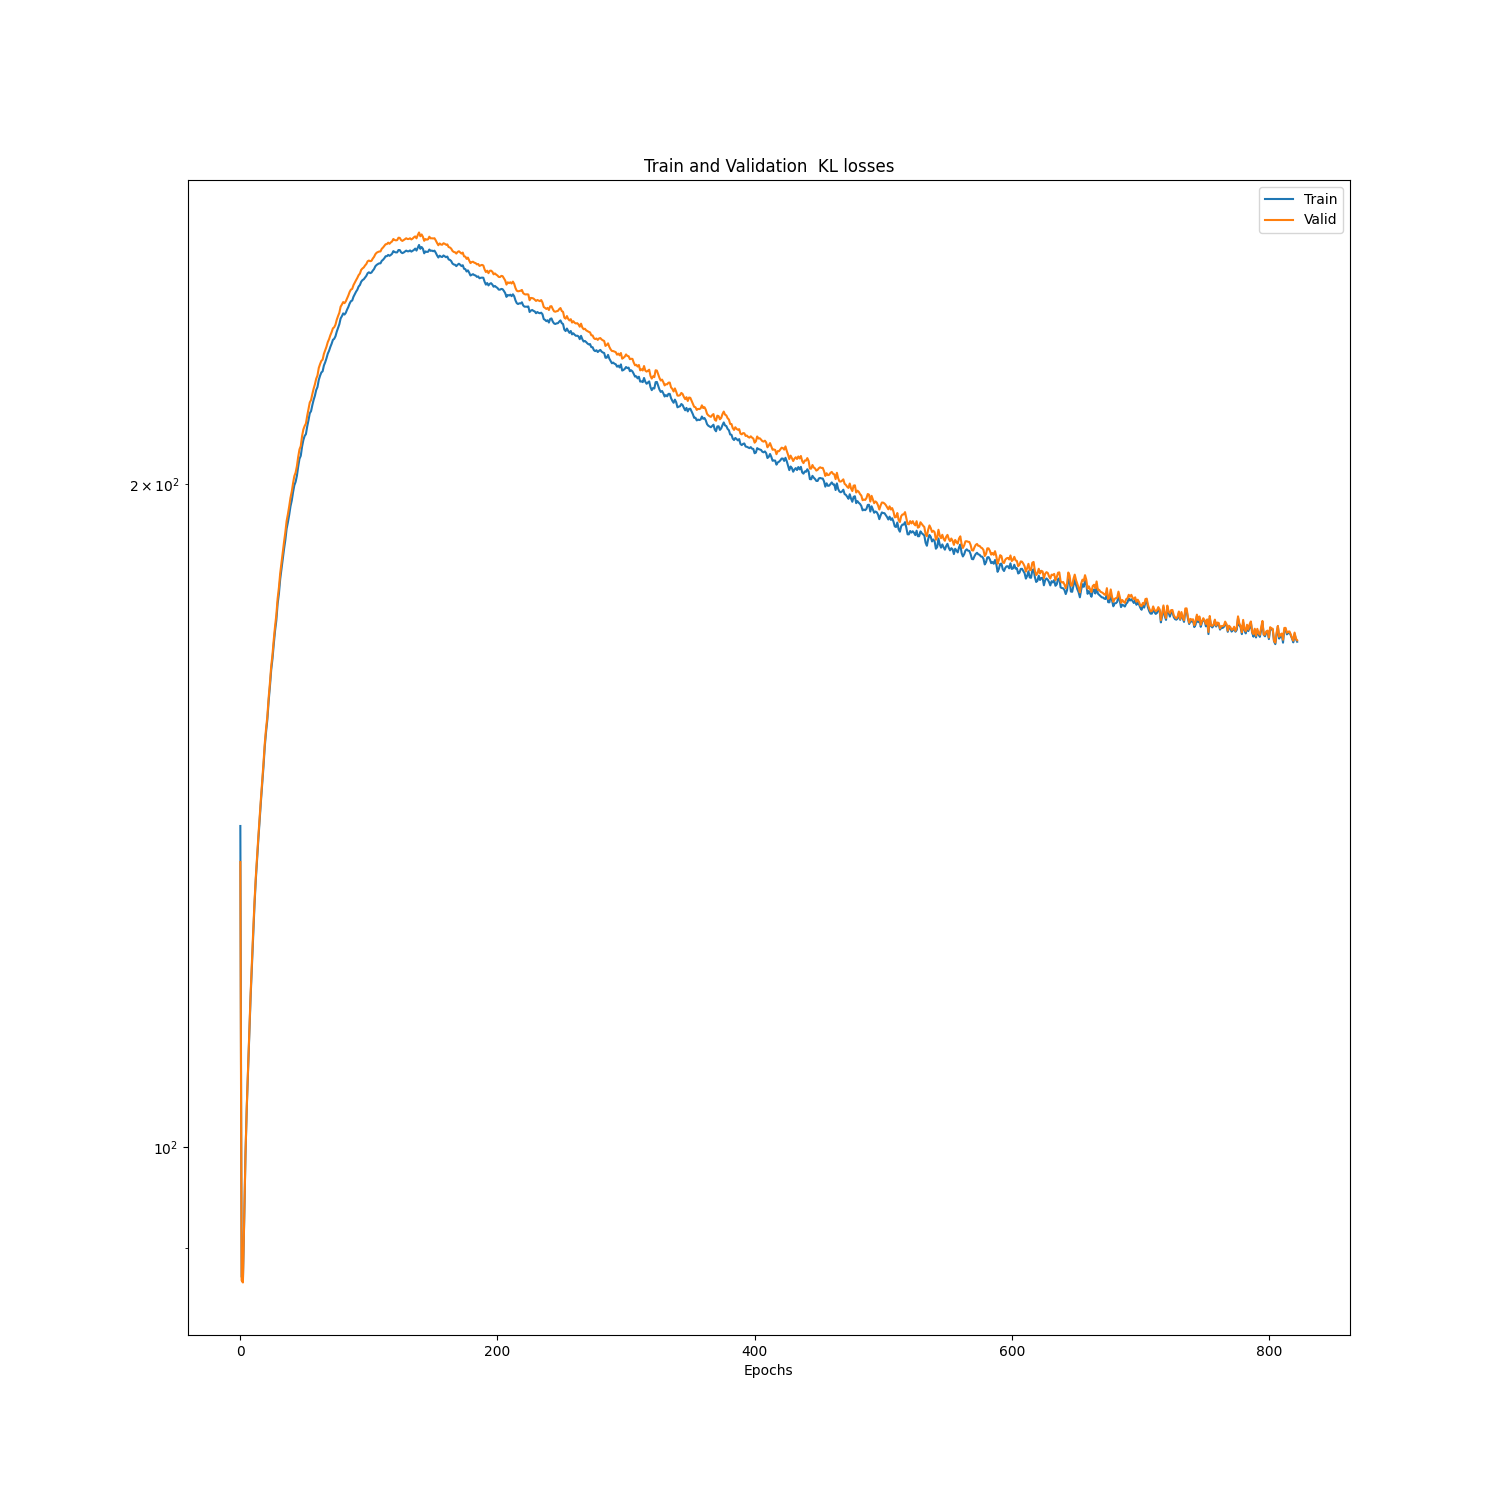 Train and Validation  KL losses
Train
Valid
2 × 10²
10²
0 200 400 600 800
Epochs